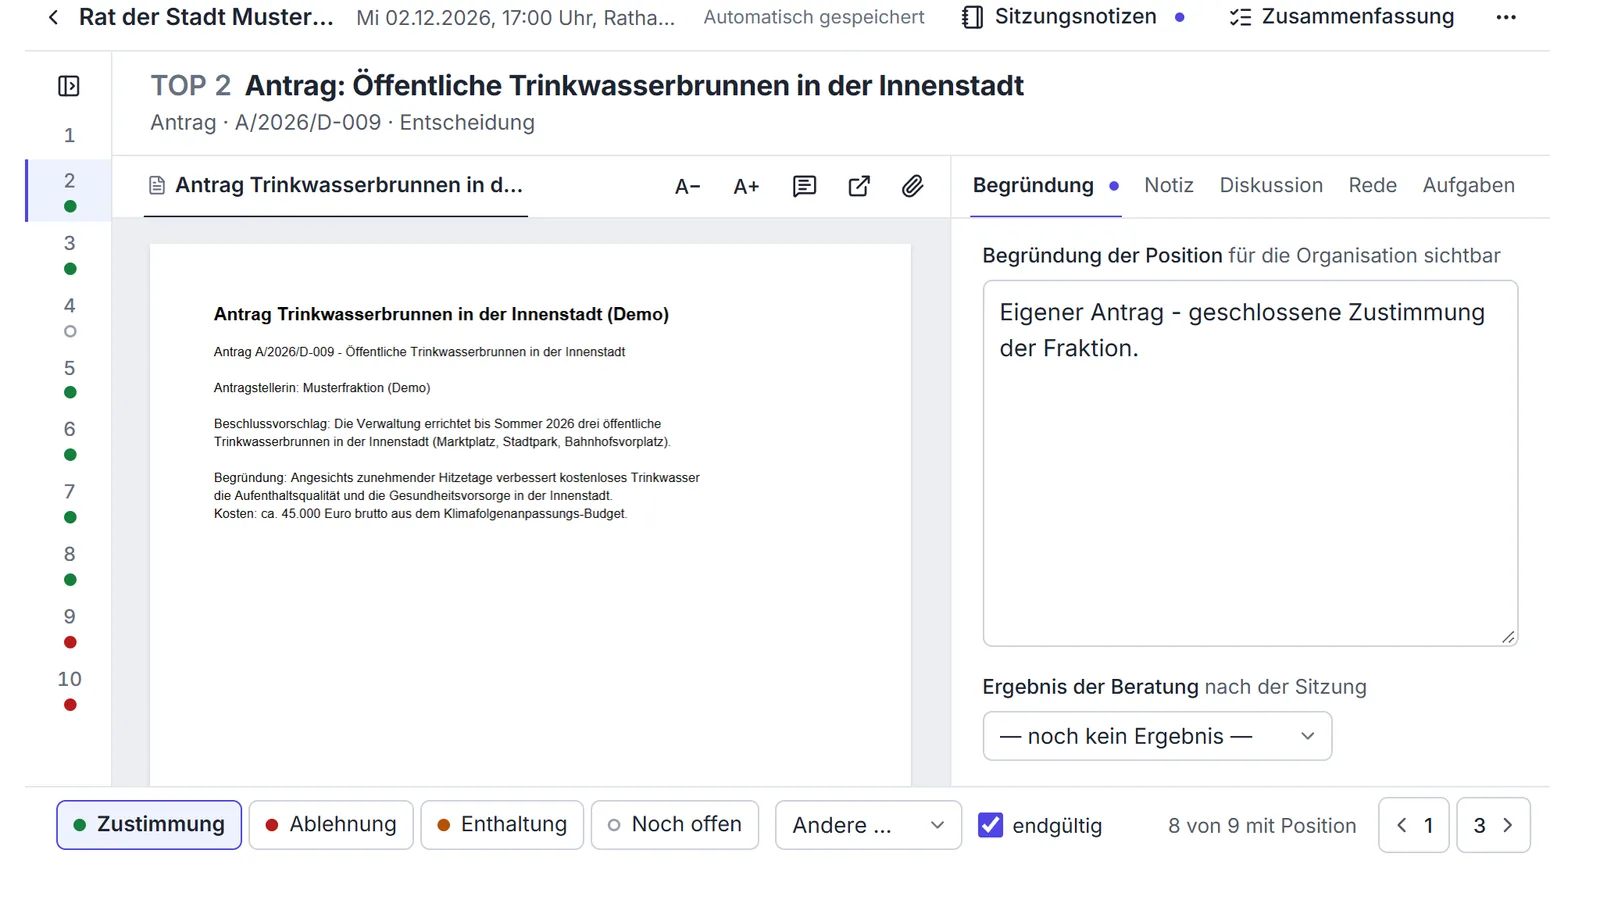 Rat der Stadt Muster...
Mi 02.12.2026, 17:00 Uhr, Ratha...
Automatisch gespeichert
Sitzungsnotizen
Zusammenfassung
TOP 2 Antrag: Öffentliche Trinkwasserbrunnen in der Innenstadt
Antrag · A/2026/D-009 · Entscheidung
1
2
3
4
5
6
7
8
9
10
Antrag Trinkwasserbrunnen in d...
A−
A+
Antrag Trinkwasserbrunnen in der Innenstadt (Demo)
Antrag A/2026/D-009 - Öffentliche Trinkwasserbrunnen in der Innenstadt
Antragstellerin: Musterfraktion (Demo)
Beschlussvorschlag: Die Verwaltung errichtet bis Sommer 2026 drei öffentliche
Trinkwasserbrunnen in der Innenstadt (Marktplatz, Stadtpark, Bahnhofsvorplatz).
Begründung: Angesichts zunehmender Hitzetage verbessert kostenloses Trinkwasser
die Aufenthaltsqualität und die Gesundheitsvorsorge in der Innenstadt.
Kosten: ca. 45.000 Euro brutto aus dem Klimafolgenanpassungs-Budget.
Begründung
Notiz
Diskussion
Rede
Aufgaben
Begründung der Position für die Organisation sichtbar
Eigener Antrag - geschlossene Zustimmung
der Fraktion.
Ergebnis der Beratung nach der Sitzung
— noch kein Ergebnis —
Zustimmung
Ablehnung
Enthaltung
Noch offen
Andere ...
endgültig
8 von 9 mit Position
1
3